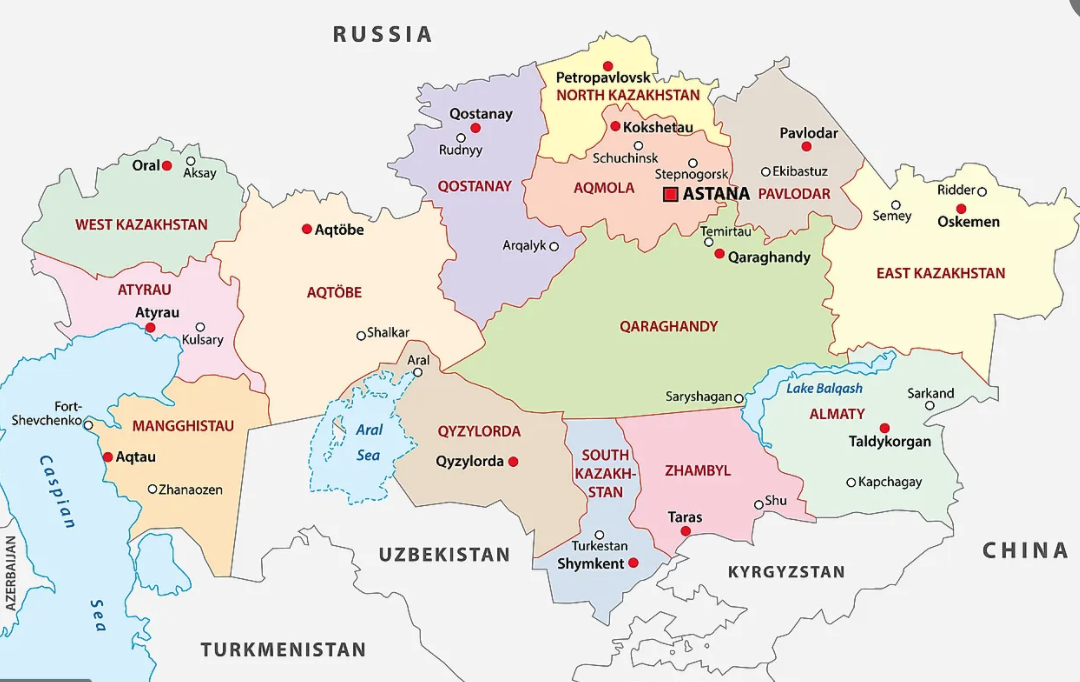 RUSSIA
Petropavlovsk
NORTH KAZAKHSTAN
Qostanay
Rudnyy
QOSTANAY
Arqalyk
Kokshetau
Schuchinsk
Stepnogorsk
AQMOLA
ASTANA
Pavlodar
Ekibastuz
PAVLODAR
Oral
Aksay
WEST KAZAKHSTAN
Ridder
Semey
Oskemen
EAST KAZAKHSTAN
Aqtöbe
AQTÖBE
Shalkar
Temirtau
Qaraghandy
QARAGHANDY
Saryshagan
ATYRAU
Atyrau
Kulsary
Aral
Aral
Sea
Lake Balqash
Sarkand
ALMATY
Taldykorgan
Kapchagay
Fort-
Shevchenko
MANGGHISTAU
Aqtau
Zhanaozen
QYZYLORDA
Qyzylorda
SOUTH
KAZAKH-
STAN
Turkestan
Shymkent
ZHAMBYL
Shu
Taras
Caspian
Sea
AZERBAIJAN
UZBEKISTAN
TURKMENISTAN
KYRGYZSTAN
CHINA